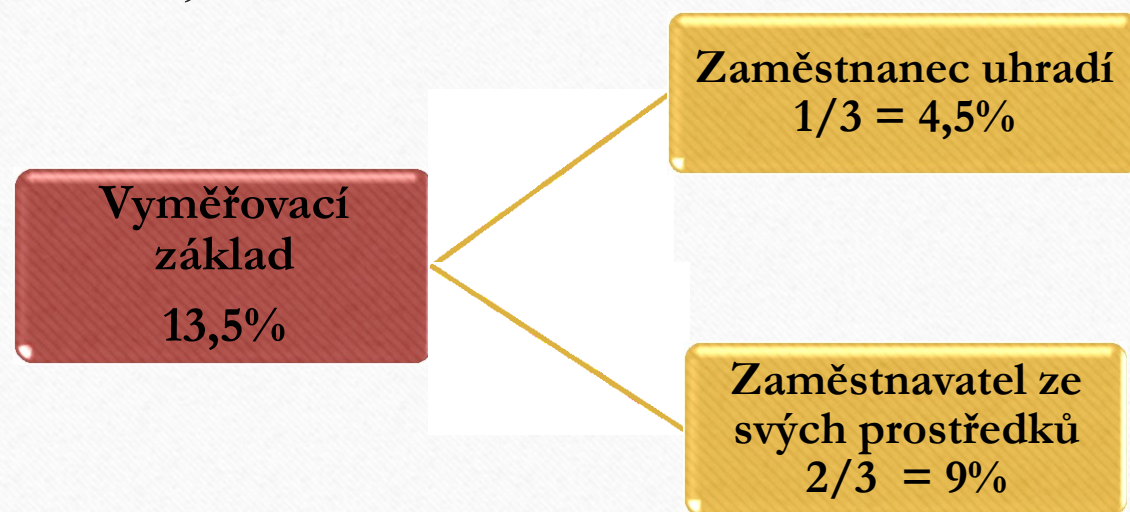 Zaměstnanec uhradí
1/3 = 4,5%
Vyměřovací
základ
13,5%
Zaměstnavatel ze
svých prostředků
2/3 = 9%